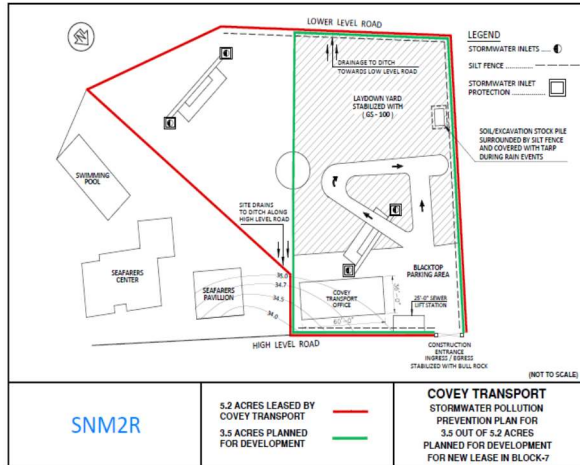 LOWER LEVEL ROAD
LEGEND
STORMWATER INLETS ....
SILT FENCE ................
STORMWATER INLET
PROTECTION ................
DRAINAGE TO DITCH
TOWARDS LOW LEVEL ROAD
LAYDOWN YARD
STABILIZED WITH
( GS - 100 )
SOIL/EXCAVATION STOCK PILE
SURROUNDED BY SILT FENCE
AND COVERED WITH TARP
DURING RAIN EVENTS
SWIMMING
POOL
SITE DRAINS
TO DITCH ALONG
HIGH LEVEL ROAD
SEAFARERS
CENTER
SEAFARERS
PAVILLION
35.0
34.7
34.5
34.0
COVEY
TRANSPORT
OFFICE
60'-0"
36'-0"
BLACKTOP
PARKING AREA
25'-0" SEWER
LIFT STATION
HIGH LEVEL ROAD
CONSTRUCTION
ENTRANCE
INGRESS / EGRESS
STABILIZED WITH BULL ROCK
(NOT TO SCALE)
SNM2R
5.2 ACRES LEASED BY
COVEY TRANSPORT
3.5 ACRES PLANNED
FOR DEVELOPMENT
COVEY TRANSPORT
STORMWATER POLLUTION
PREVENTION PLAN FOR
3.5 OUT OF 5.2 ACRES
PLANNED FOR DEVELOPMENT
FOR NEW LEASE IN BLOCK-7